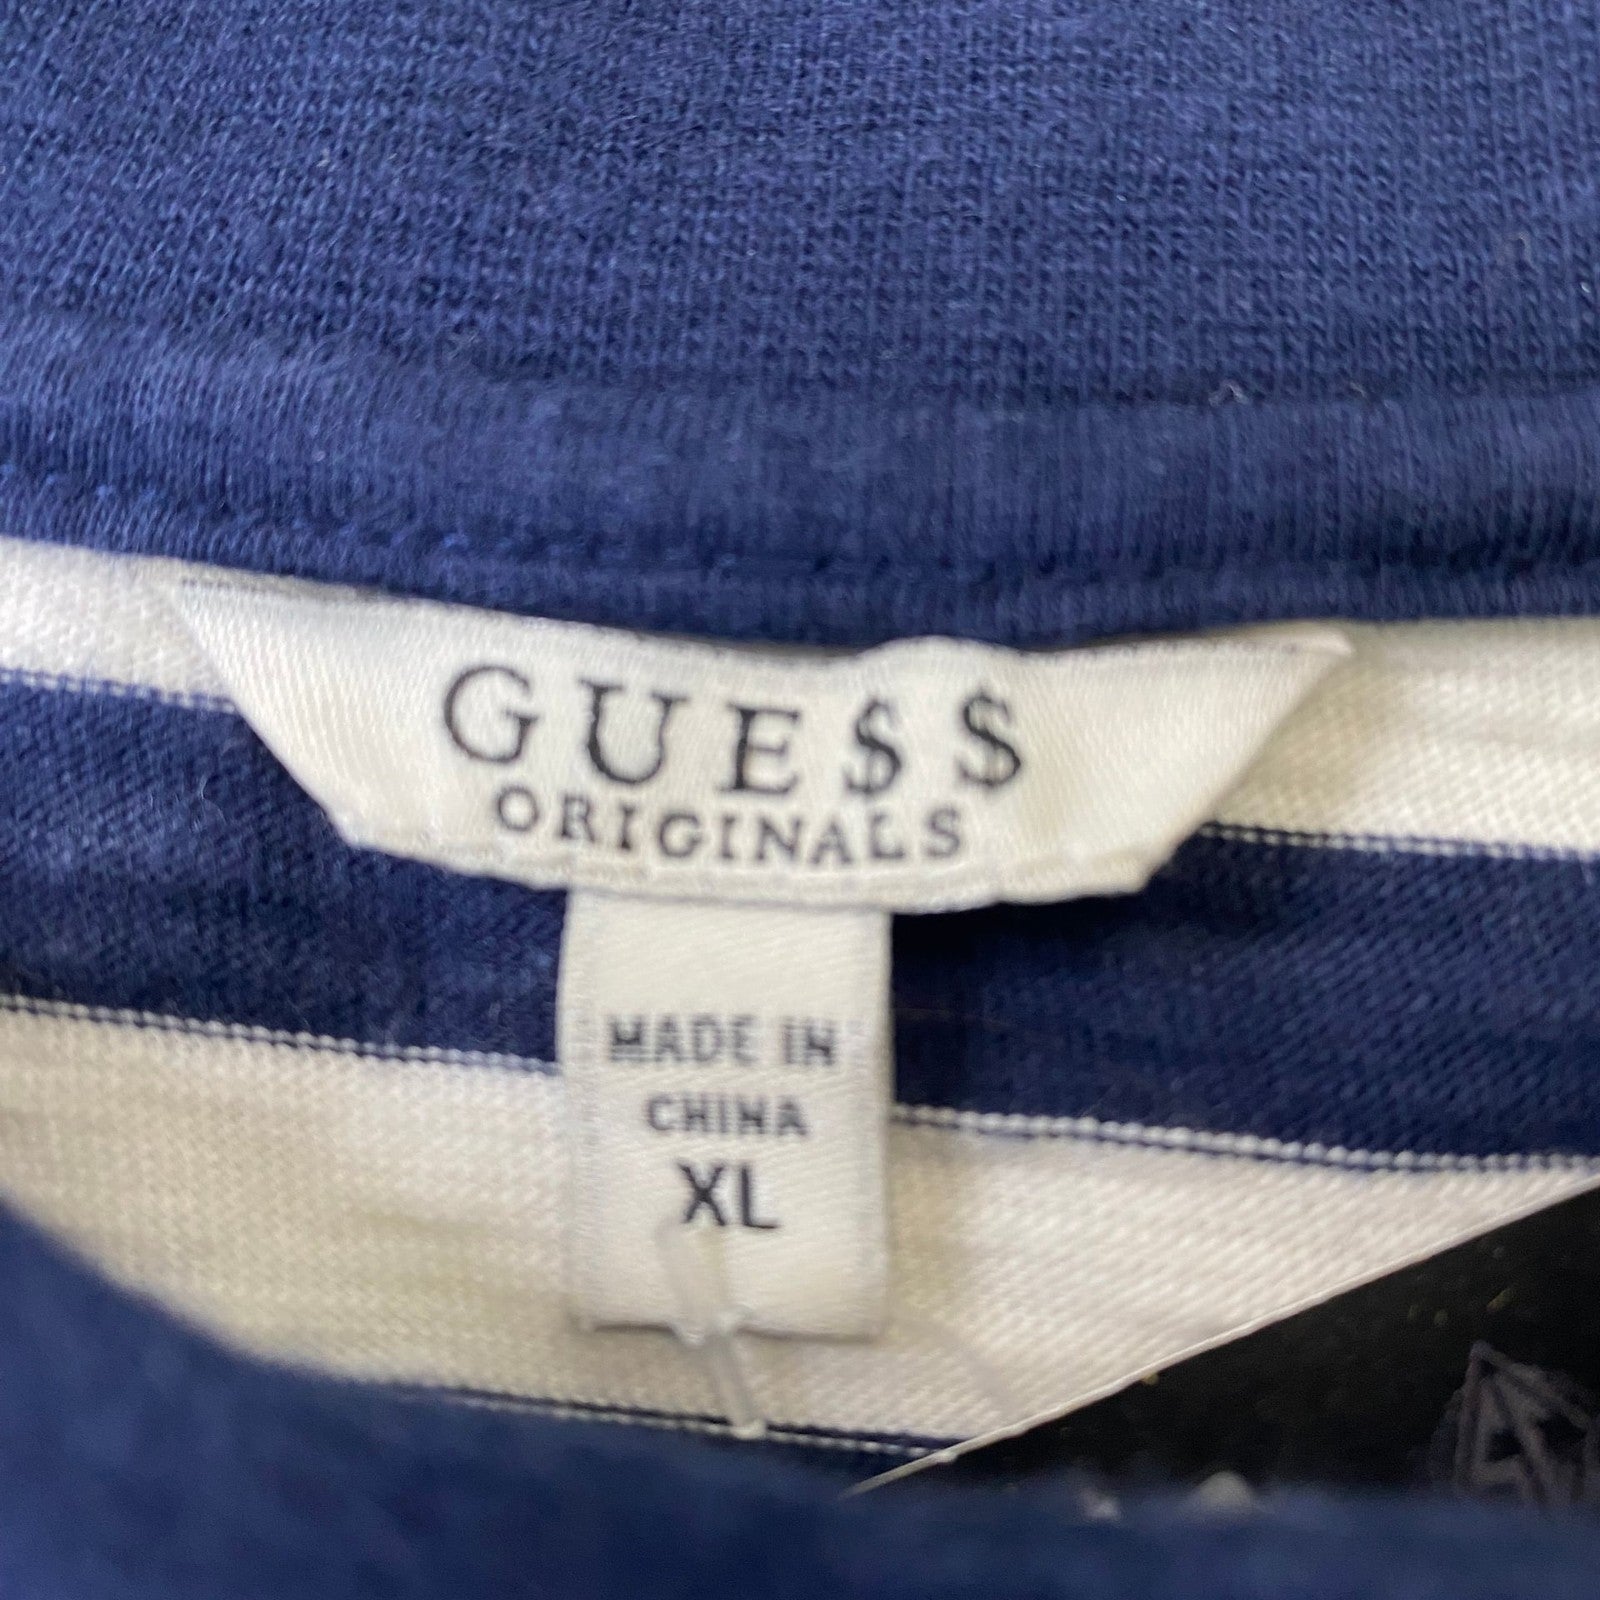 GUE$$
ORIGINALS
MADE IN
CHINA
XL